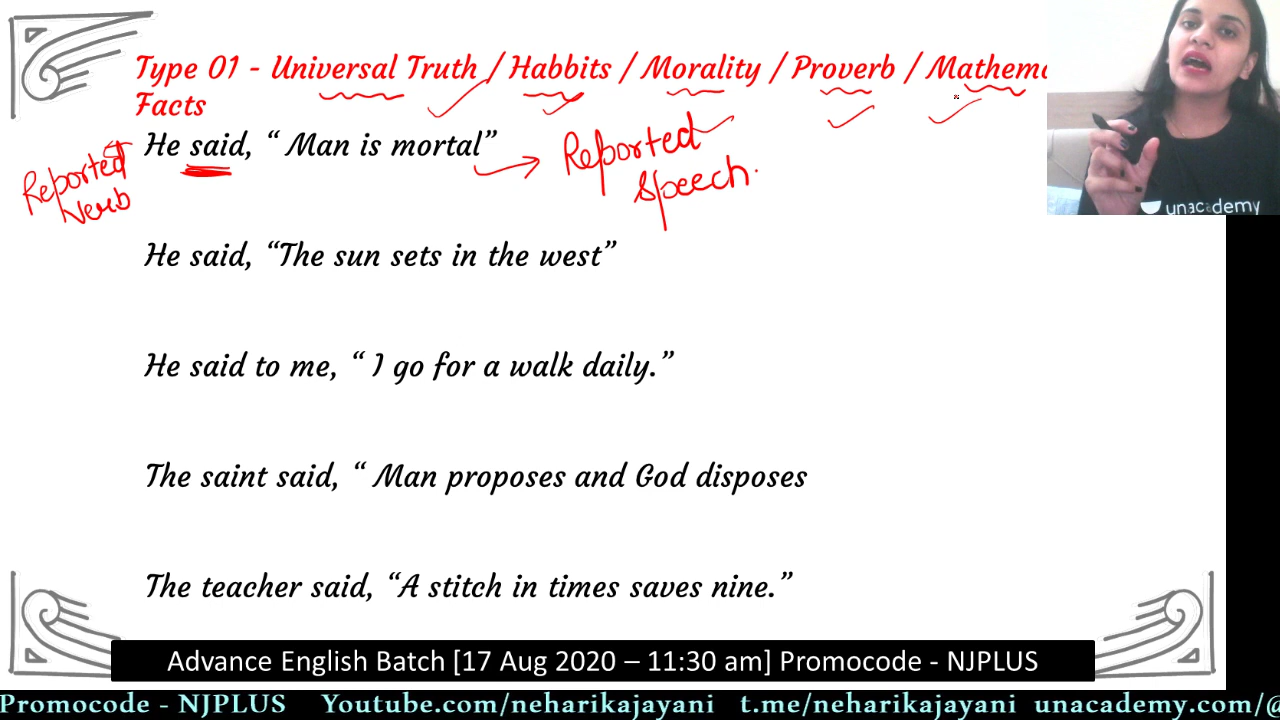 Type 01 - Universal Truth / Habbits / Morality / Proverb / Mathema
Facts
He said, “ Man is mortal”
Reported
Verb
Reported
Speech.
unacademy
He said, “The sun sets in the west”
He said to me, “ I go for a walk daily.”
The saint said, “ Man proposes and God disposes
The teacher said, “A stitch in times saves nine.”
Advance English Batch [17 Aug 2020 – 11:30 am] Promocode - NJPLUS
Promocode - NJPLUS Youtube.com/neharikajayani t.me/neharikajayani unacademy.com/@